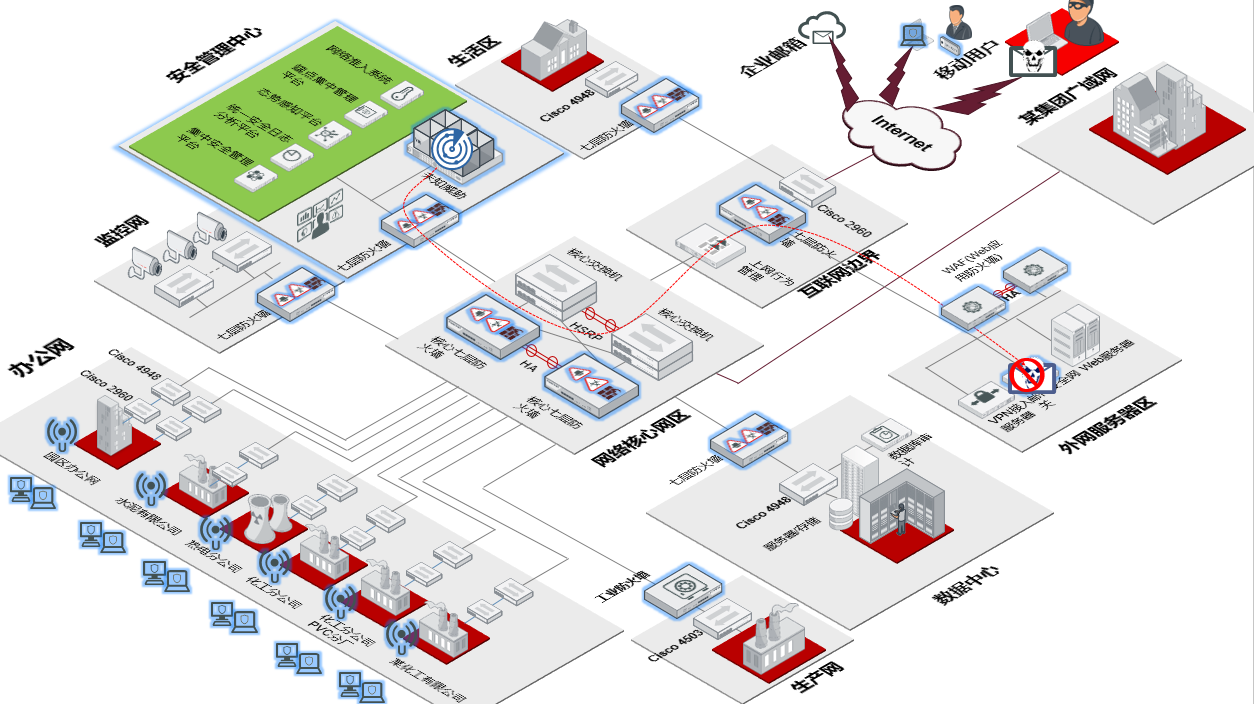 安全管理中心
网络准入系统
端点集中管理
平台
态势感知平台
统一安全日志
分析平台
集中安全管理
平台
未知威胁
七层防火墙
生活区
Cisco 4948
七层防火墙
企业邮箱
移动用户
Internet
某集团广域网
监控网
七层防火墙
Cisco 2960
七层防火
墙
上网行为
管理
互联网边界
核心交换机
HSRP
核心交换机
核心七层防
火墙
HA
核心七层防
火墙
网络核心网区
WAF(Web应
用防火墙)
HA
Web服务器
VPN接入
服务器
外网服务器区
办公网
Cisco 4948
Cisco 2960
园区办公网
水泥有限公司
热电分公司
化工分公司
化工分公司
PVC分厂
某化工有限公司
七层防火墙
Cisco 4948
服务器/存储
数据库审
计
数据中心
工业防火墙
Cisco 4503
生产网